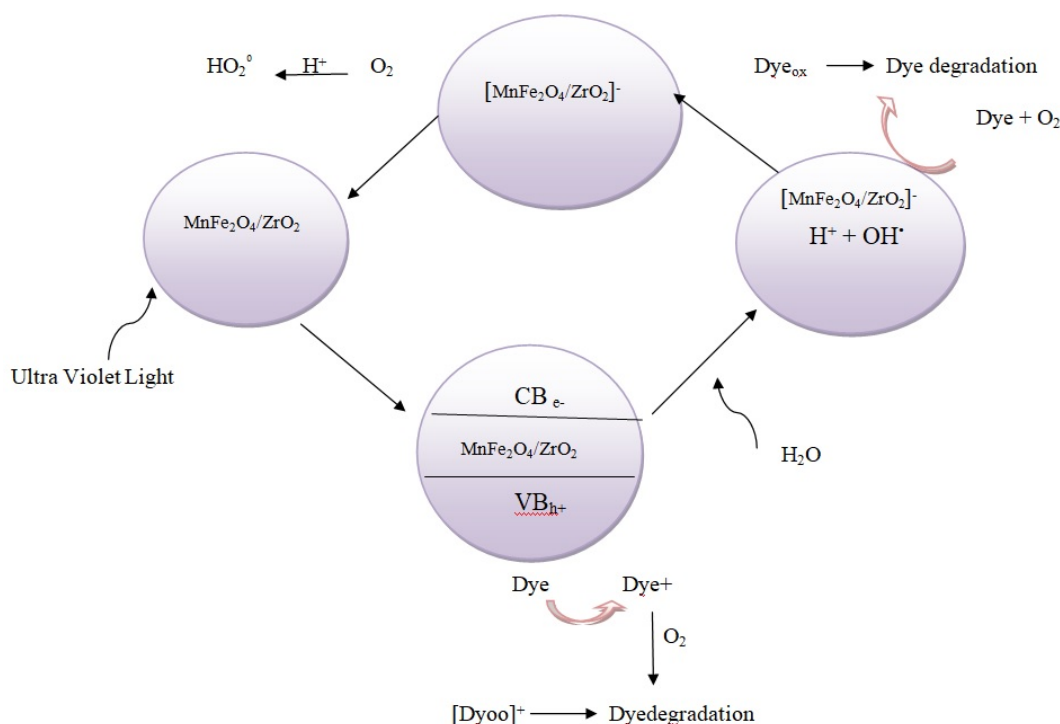 HO₂⁰ H⁺ O₂
[MnFe₂O₄/ZrO₂]⁻
Dyeₒₓ Dye degradation
Dye + O₂
MnFe₂O₄/ZrO₂
[MnFe₂O₄/ZrO₂]⁻
H⁺ + OH•
Ultra Violet Light
CB e-
MnFe₂O₄/ZrO₂
VBh+
H₂O
Dye Dye+
O₂
[Dyoo]⁺ Dyedegradation